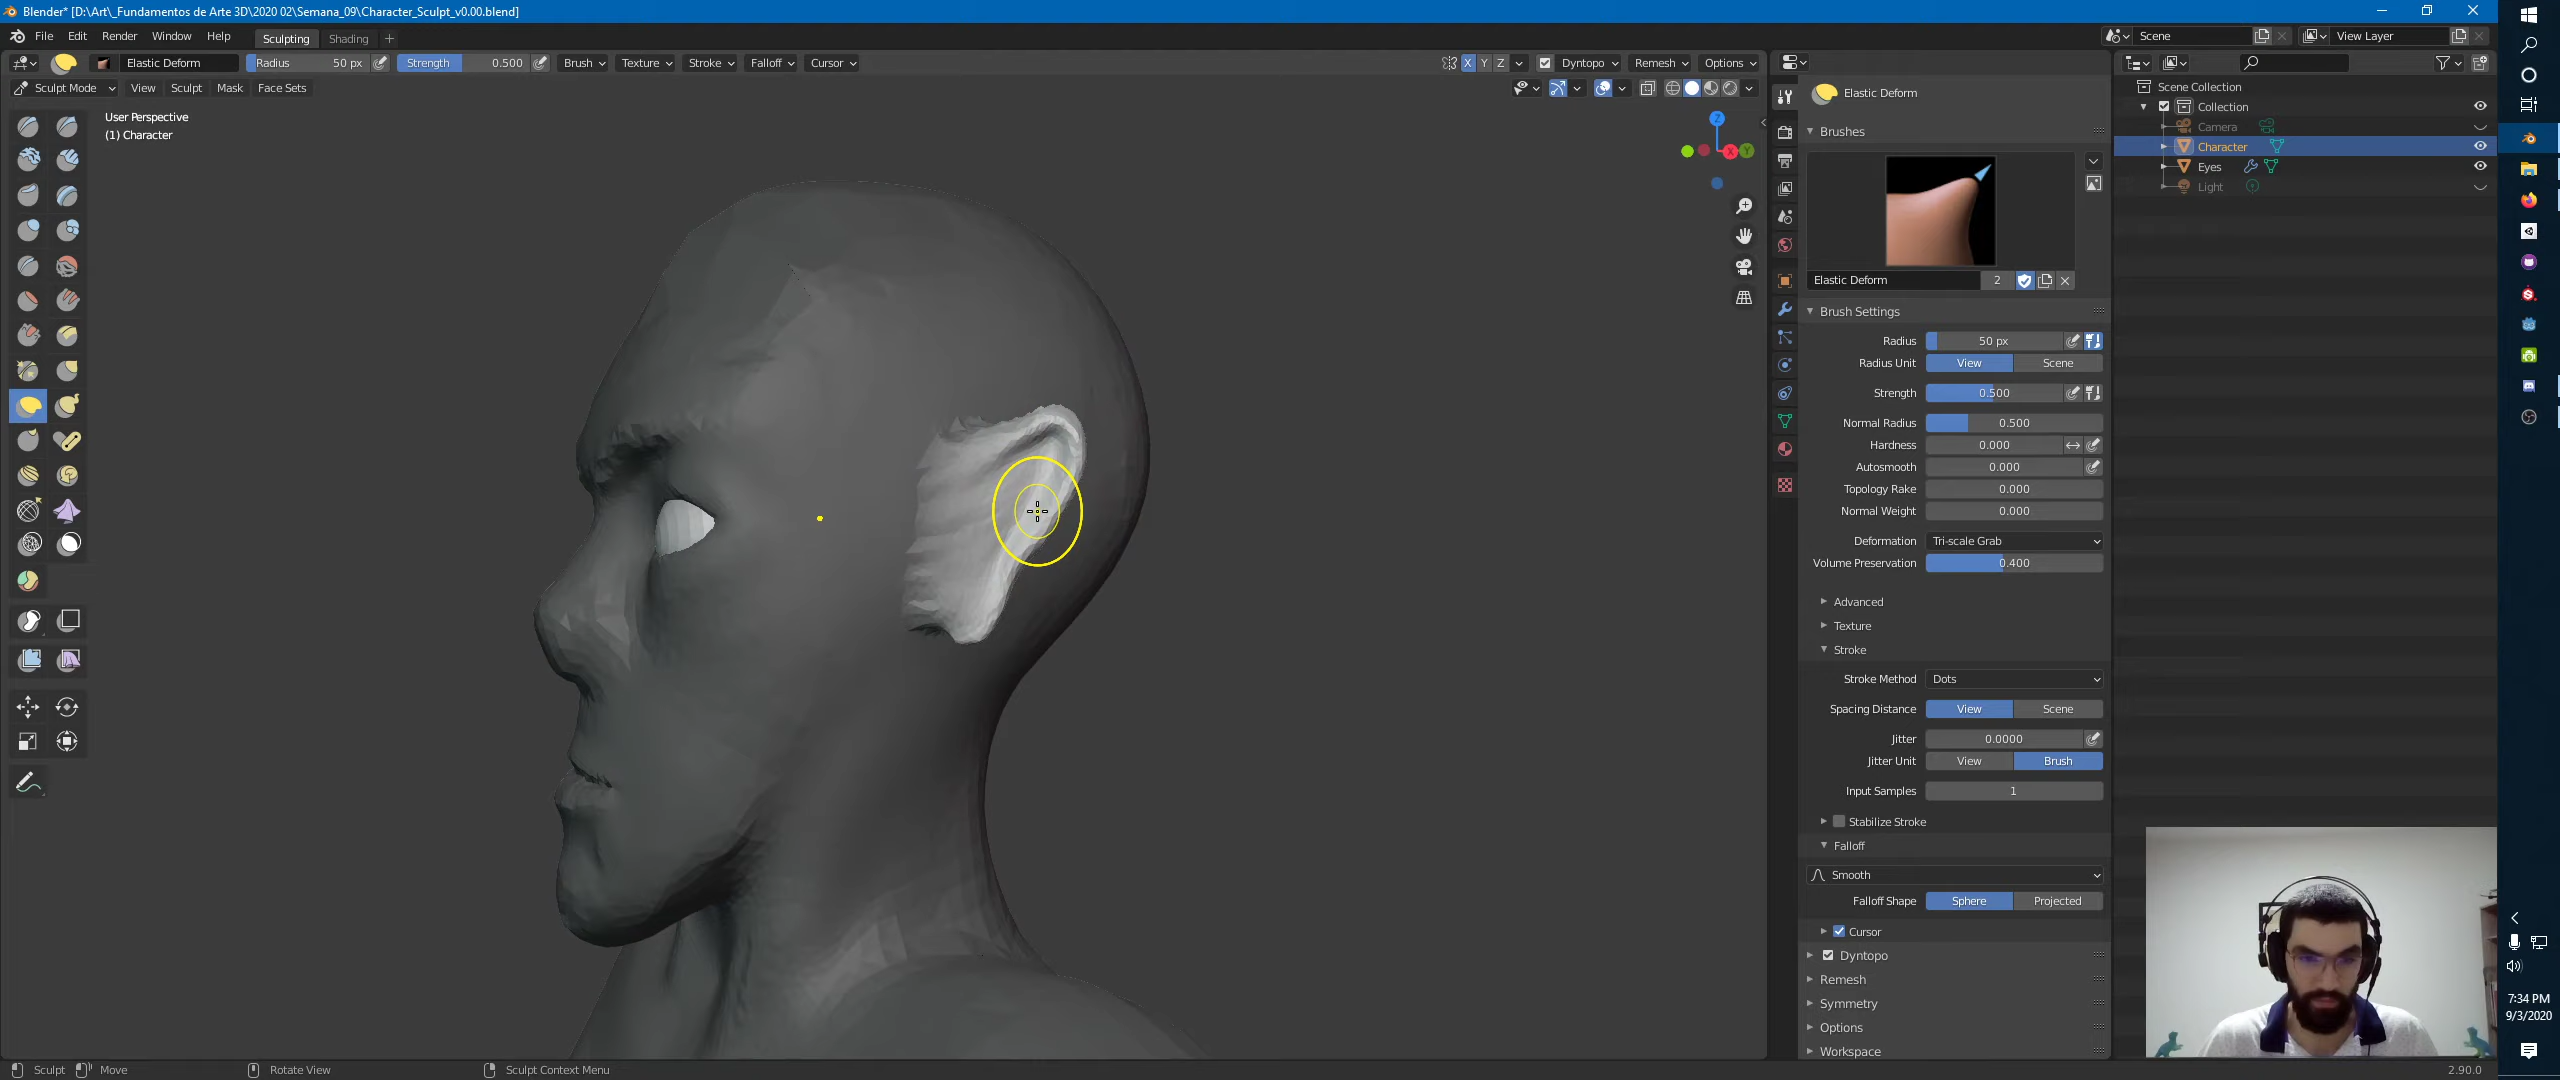 Blender* [D:\Art\_Fundamentos de Arte 3D\2020 02\Semana_09\Character_Sculpt_v0.00.blend]
File Edit Render Window Help Sculpting Shading + Scene View Layer
Elastic Deform Radius 50 px Strength 0.500 Brush Texture Stroke Falloff Cursor X Y Z Dyntopo Remesh Options
Sculpt Mode View Sculpt Mask Face Sets
User Perspective
(1) Character
Z
X
Y
Elastic Deform
Brushes
Elastic Deform 2
Brush Settings
Radius 50 px
Radius Unit View Scene
Strength 0.500
Normal Radius 0.500
Hardness 0.000
Autosmooth 0.000
Topology Rake 0.000
Normal Weight 0.000
Deformation Tri-scale Grab
Volume Preservation 0.400
Advanced
Texture
Stroke
Stroke Method Dots
Spacing Distance View Scene
Jitter 0.0000
Jitter Unit View Brush
Input Samples 1
Stabilize Stroke
Falloff
Smooth
Falloff Shape Sphere Projected
Cursor
Dyntopo
Remesh
Symmetry
Options
Workspace
Scene Collection
Collection
Camera
Character
Eyes
Light
7:34 PM
9/3/2020
Sculpt Move Rotate View Sculpt Context Menu 2.90.0